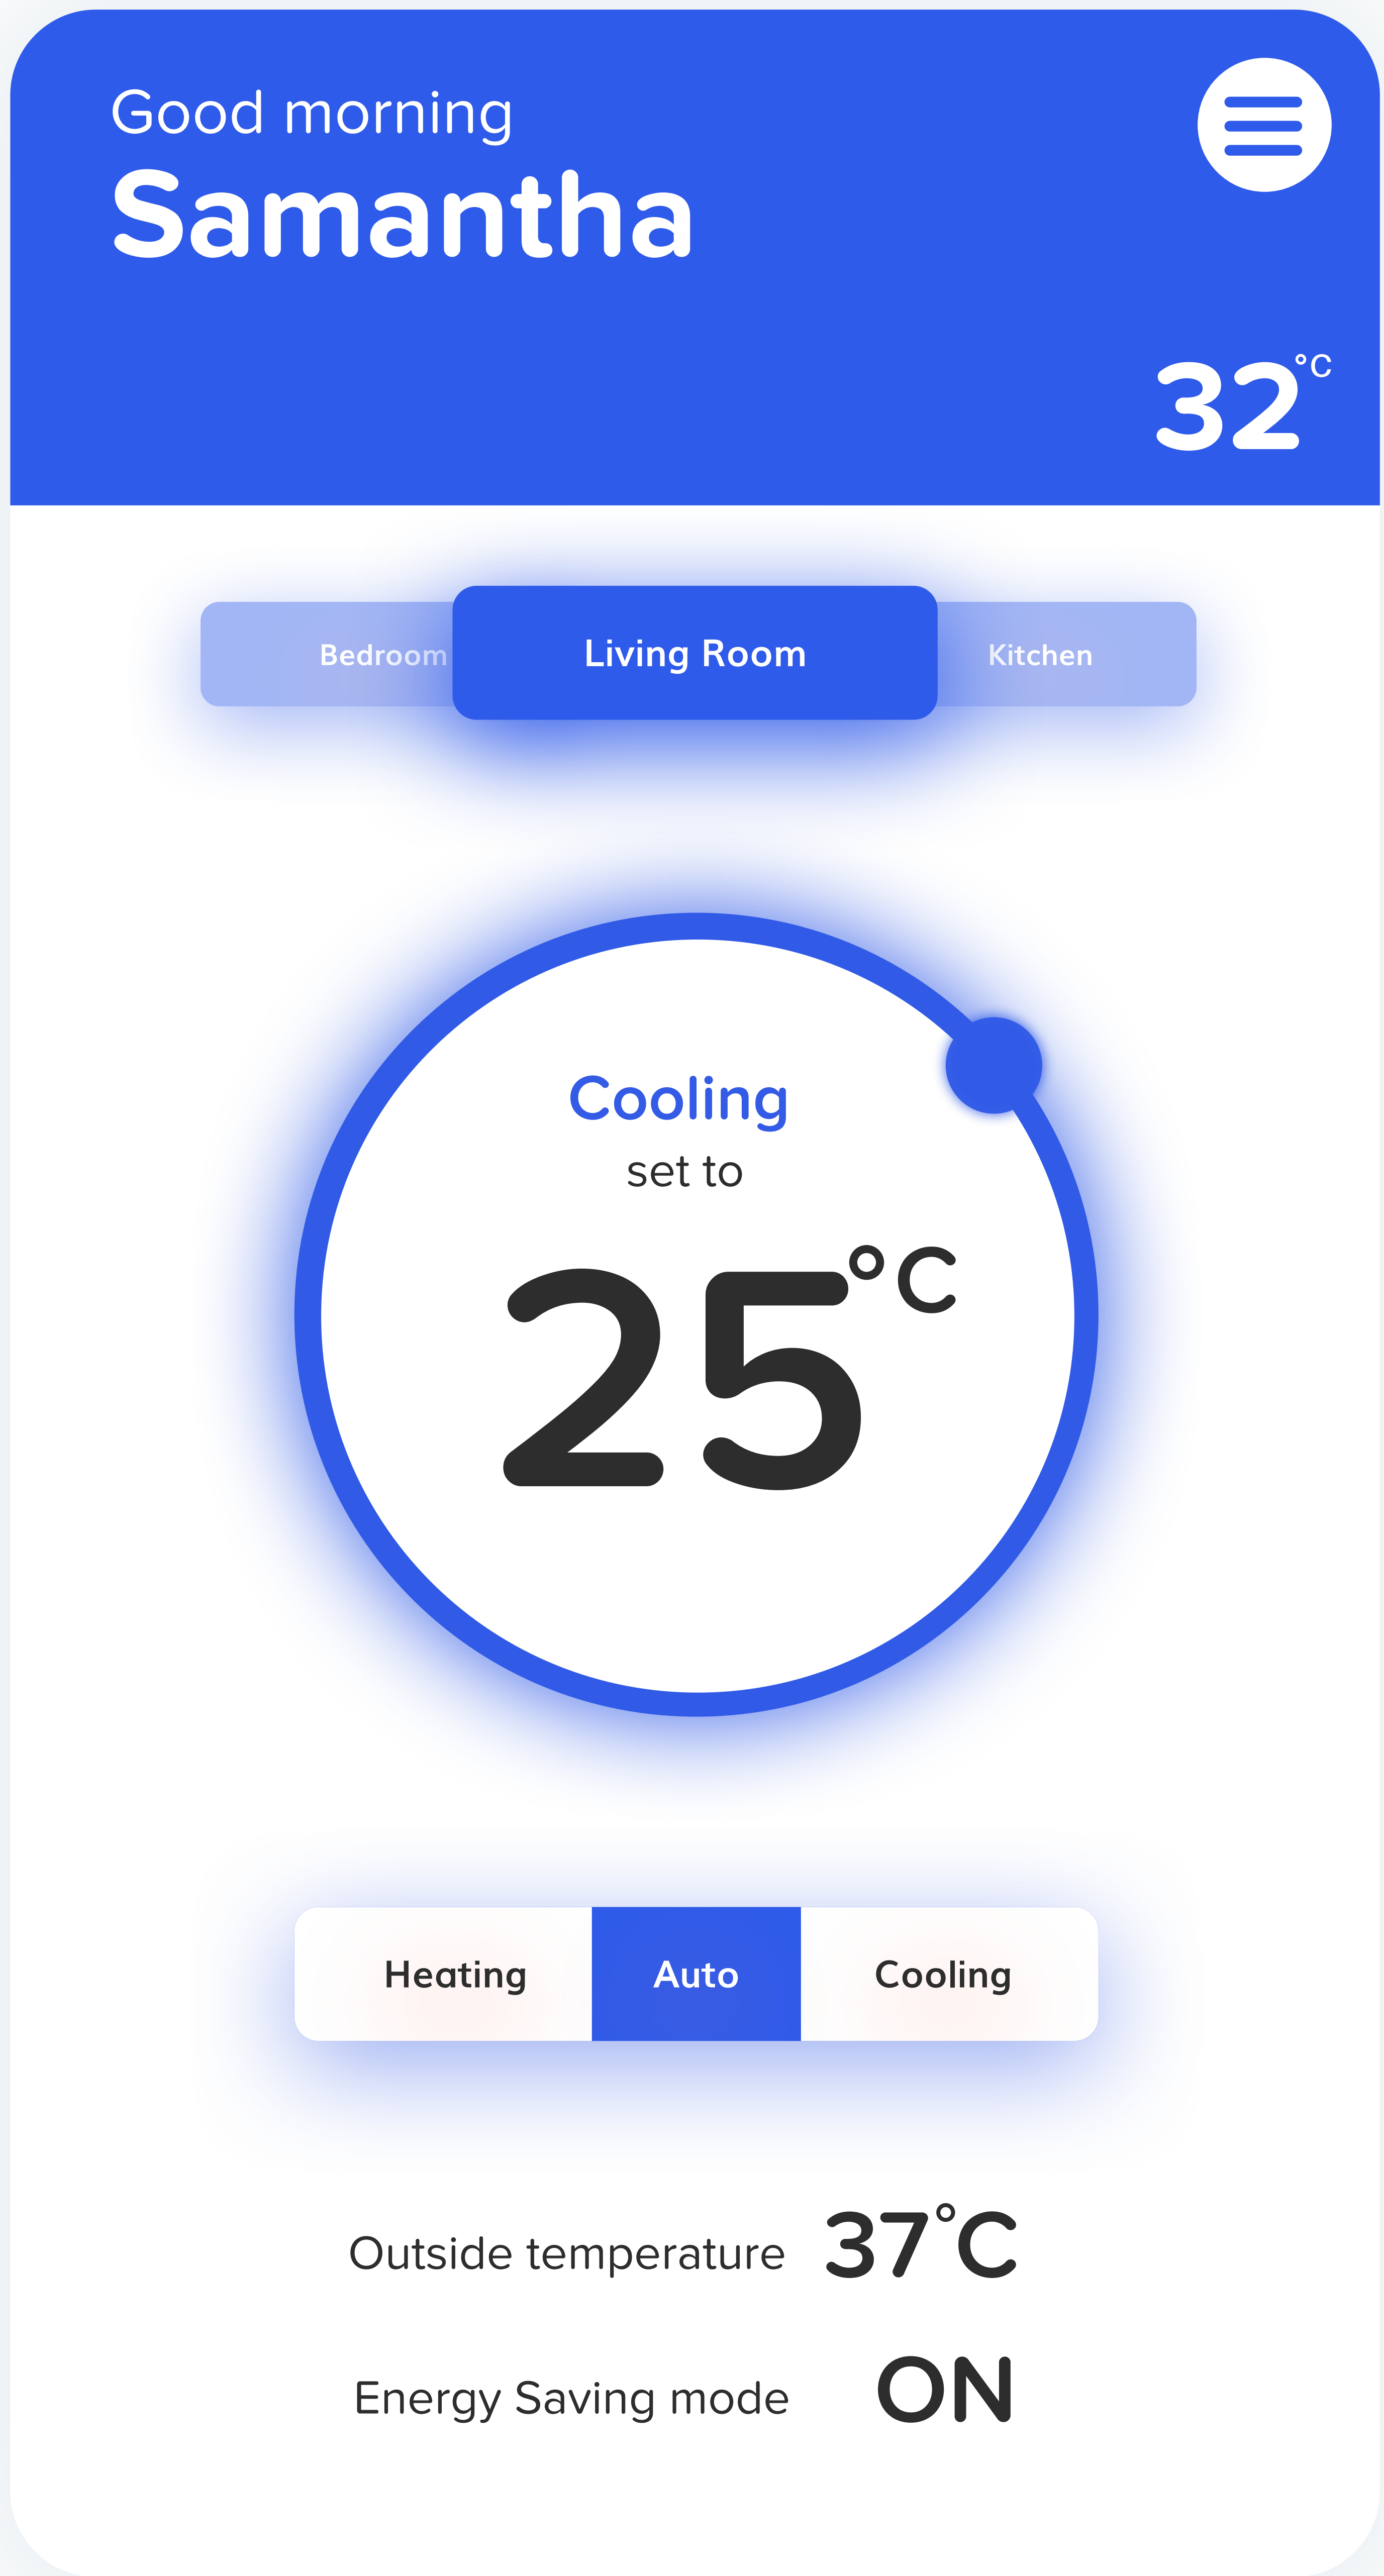 Good morning
Samantha
32°C
Bedroom Living Room Kitchen
Cooling
set to
25°C
Heating Auto Cooling
Outside temperature 37°C
Energy Saving mode ON